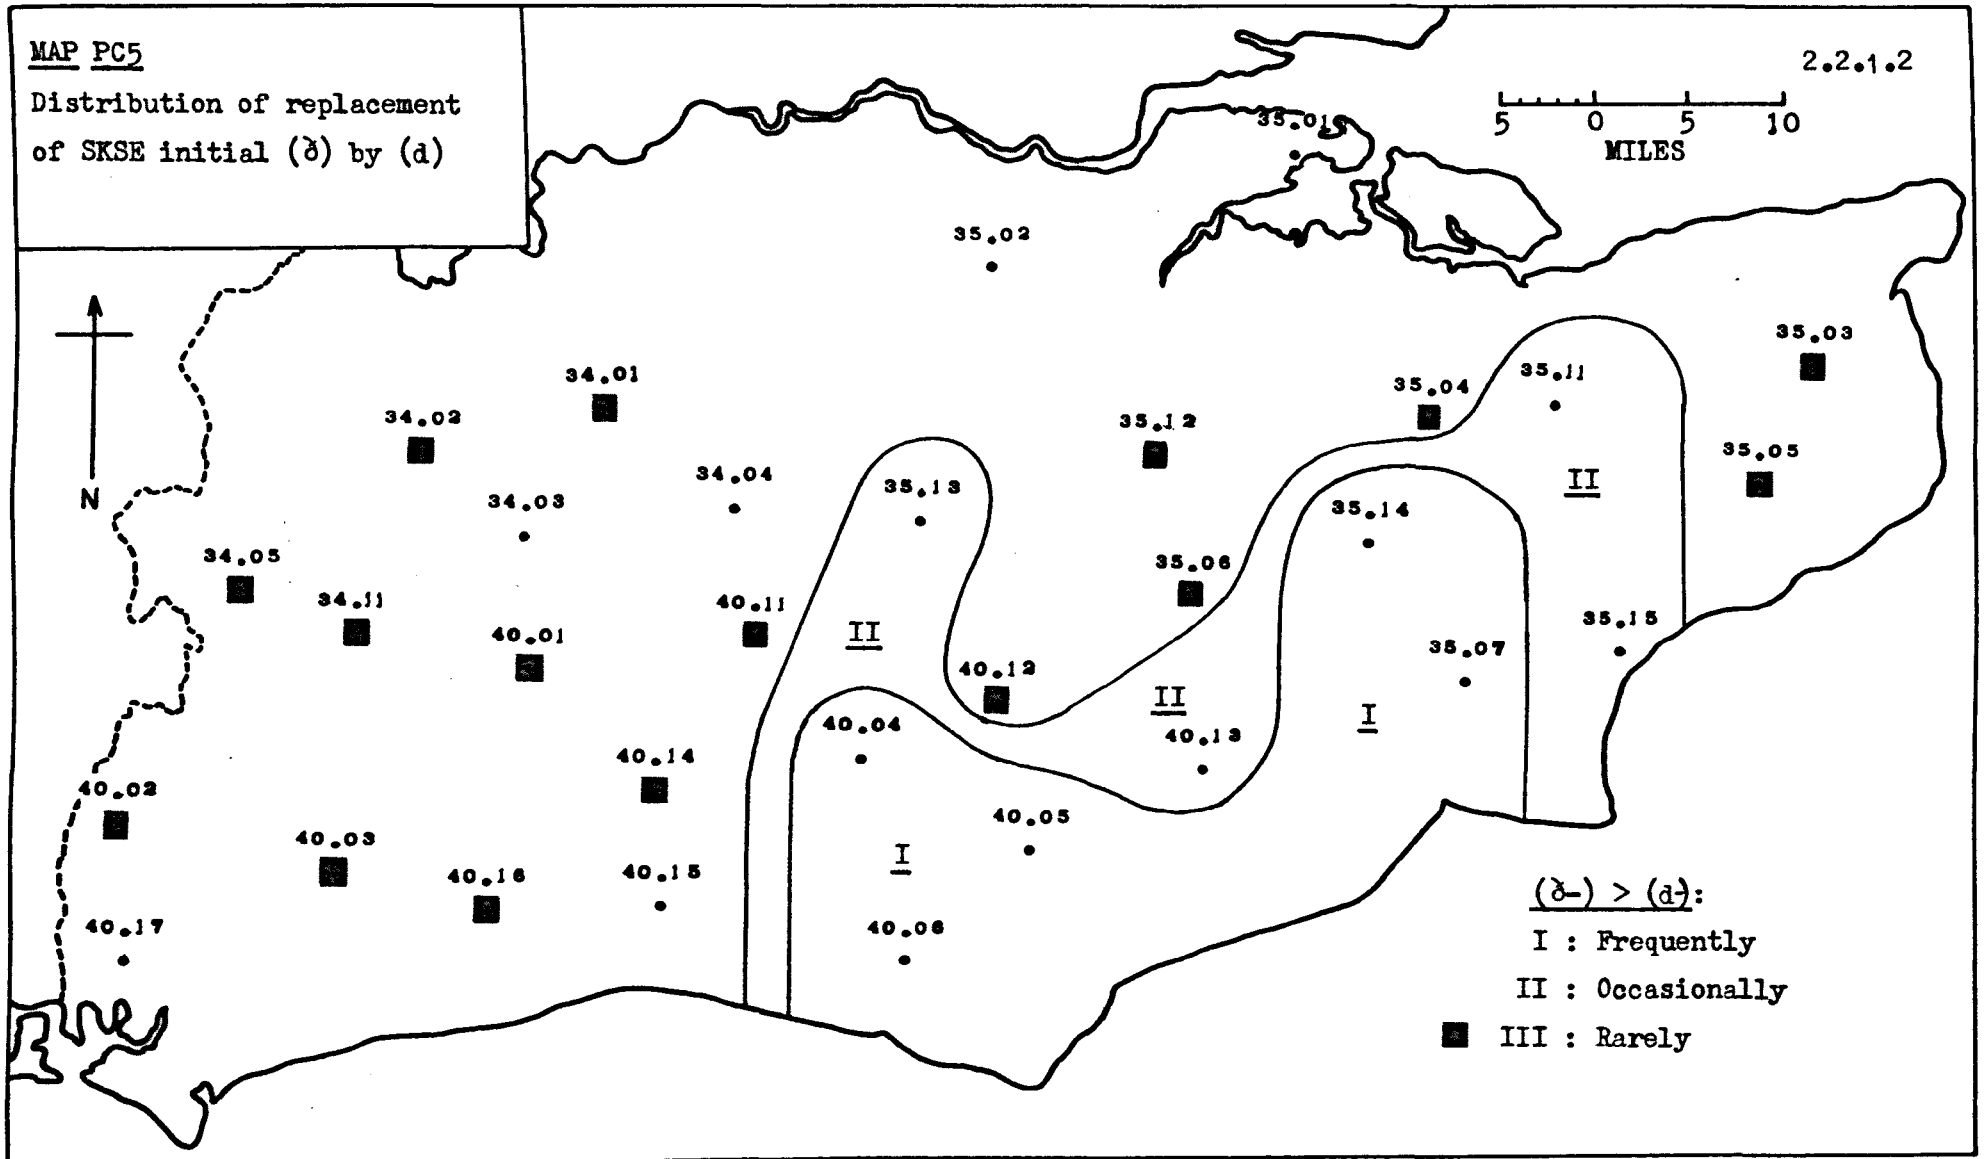 MAP PC5
Distribution of replacement
of SKSE initial (ð) by (d)
2.2.1.2
5 0 5 10
MILES
N
35.01
35.02
35.03
34.01
35.11
35.04
34.02
35.12
35.05
34.04
35.13
II
34.03
35.14
34.05
35.06
34.11
40.11
35.15
40.01
II
35.07
40.12
II
I
40.04
40.13
40.14
40.02
40.05
40.03
I
40.16
40.15
40.17
40.06
(ð-) > (d-):
I : Frequently
II : Occasionally
III : Rarely